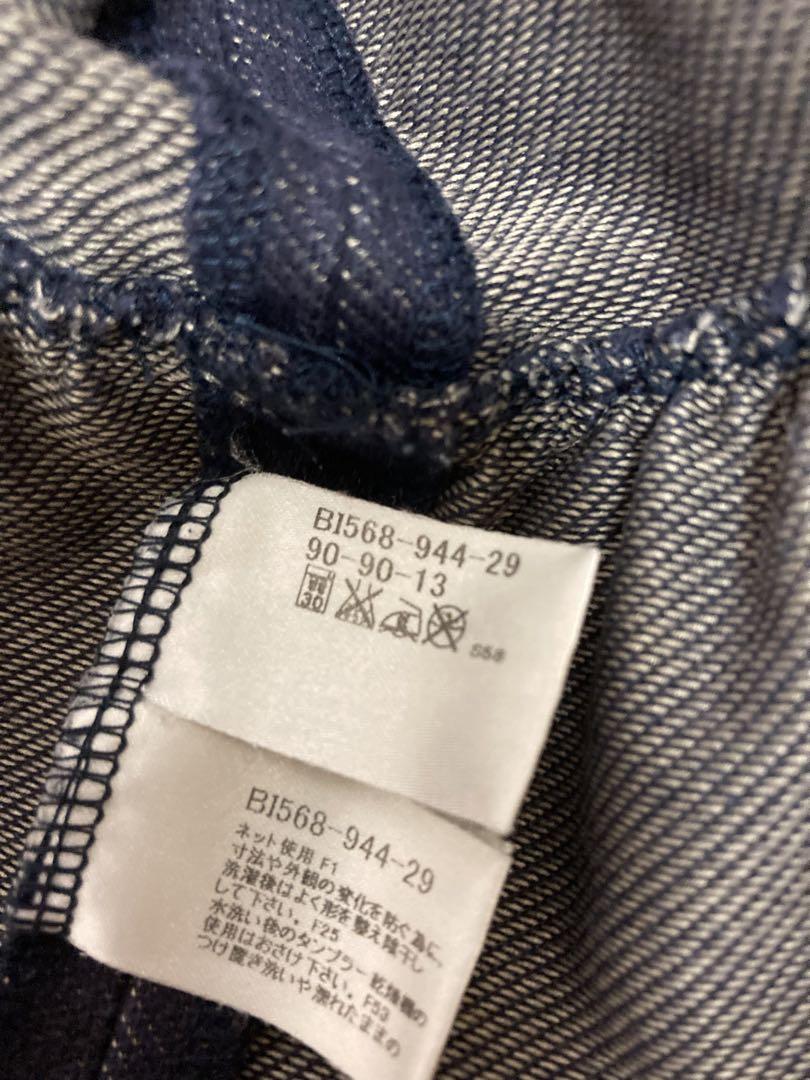 BI568-944-29
90-90-13
30
S58
BI568-944-29
ネット使用 F1
寸法や外観の変化を防ぐ為に,
洗濯後はよく形を整え陰干し
して下さい。F25
水洗い後のタンブラー乾燥機の
使用はおさけ下さい。F53
つけ置き洗いや濡れたままの